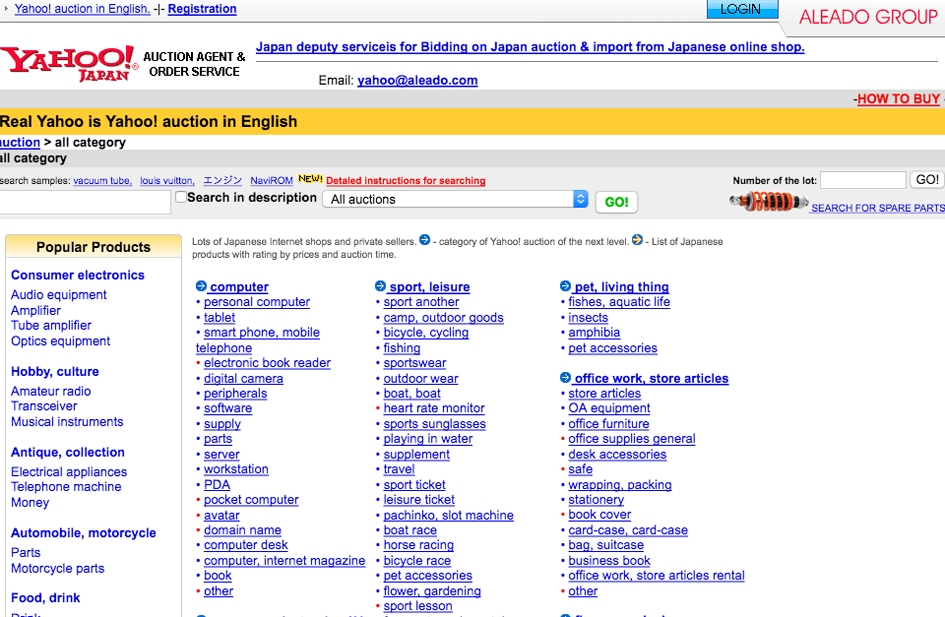 Yahoo! auction in English. -|- Registration
LOGIN
ALEADO GROUP
YAHOO! JAPAN ®
AUCTION AGENT & ORDER SERVICE
Japan deputy serviceis for Bidding on Japan auction & import from Japanese online shop.
Email: yahoo@aleado.com
-HOW TO BUY
Real Yahoo is Yahoo! auction in English
auction > all category
all category
search samples: vacuum tube, louis vuitton, エンジン NaviROM NEW! Detaled instructions for searching
Number of the lot: GO!
Search in description All auctions GO!
SEARCH FOR SPARE PARTS
Popular Products
Consumer electronics
Audio equipment
Amplifier
Tube amplifier
Optics equipment
Hobby, culture
Amateur radio
Transceiver
Musical instruments
Antique, collection
Electrical appliances
Telephone machine
Money
Automobile, motorcycle
Parts
Motorcycle parts
Food, drink
Lots of Japanese Internet shops and private sellers. - category of Yahoo! auction of the next level. - List of Japanese
products with rating by prices and auction time.
computer
• personal computer
• tablet
• smart phone, mobile
telephone
• electronic book reader
• digital camera
• peripherals
• software
• supply
• parts
• server
• workstation
• PDA
• pocket computer
• avatar
• domain name
• computer desk
• computer, internet magazine
• book
• other
sport, leisure
• sport another
• camp, outdoor goods
• bicycle, cycling
• fishing
• sportswear
• outdoor wear
• boat, boat
• heart rate monitor
• sports sunglasses
• playing in water
• supplement
• travel
• sport ticket
• leisure ticket
• pachinko, slot machine
• boat race
• horse racing
• bicycle race
• pet accessories
• flower, gardening
• sport lesson
pet, living thing
• fishes, aquatic life
• insects
• amphibia
• pet accessories
office work, store articles
• store articles
• OA equipment
• office furniture
• office supplies general
• desk accessories
• safe
• wrapping, packing
• stationery
• book cover
• card-case, card-case
• bag, suitcase
• business book
• office work, store articles rental
• other